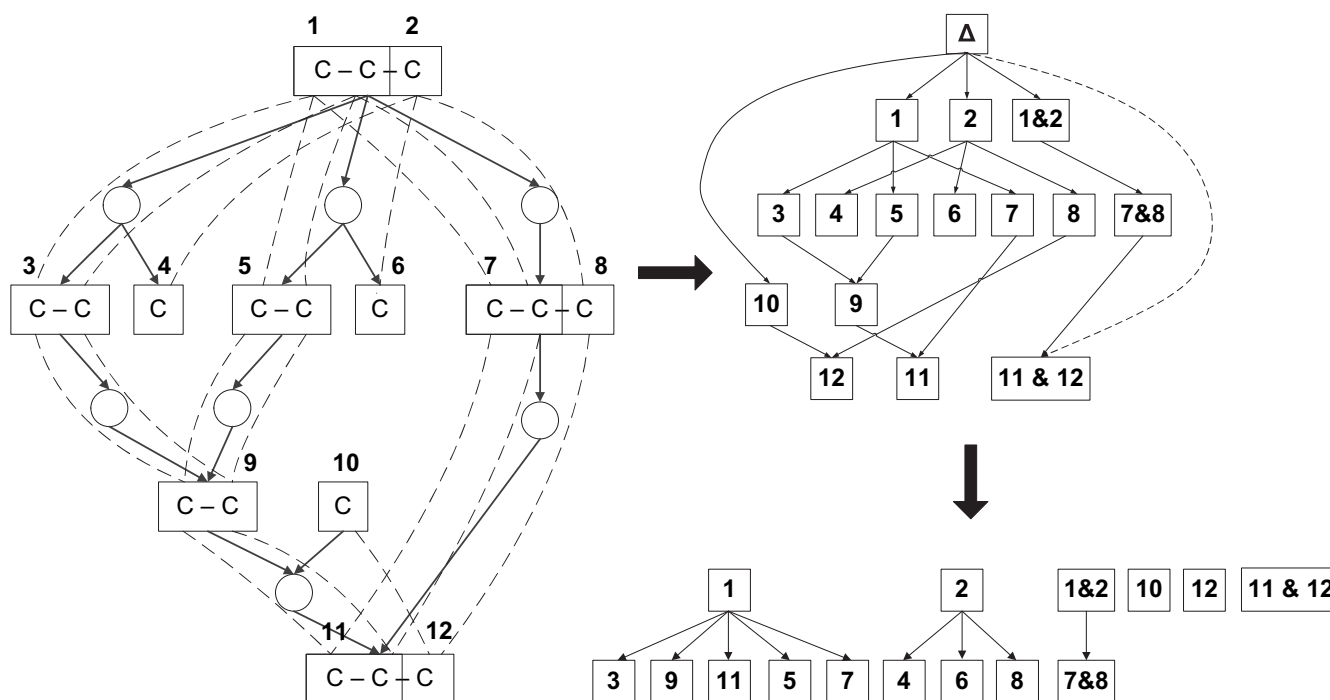 1 2
C – C – C
3 4 5 6 7 8
C – C C C – C C C – C – C
9 10
C – C C
11 12
C – C – C
Δ
1 2 1&2
3 4 5 6 7 8 7&8
10 9
12 11 11 & 12
1 2 1&2 10 12 11 & 12
3 9 11 5 7 4 6 8 7&8